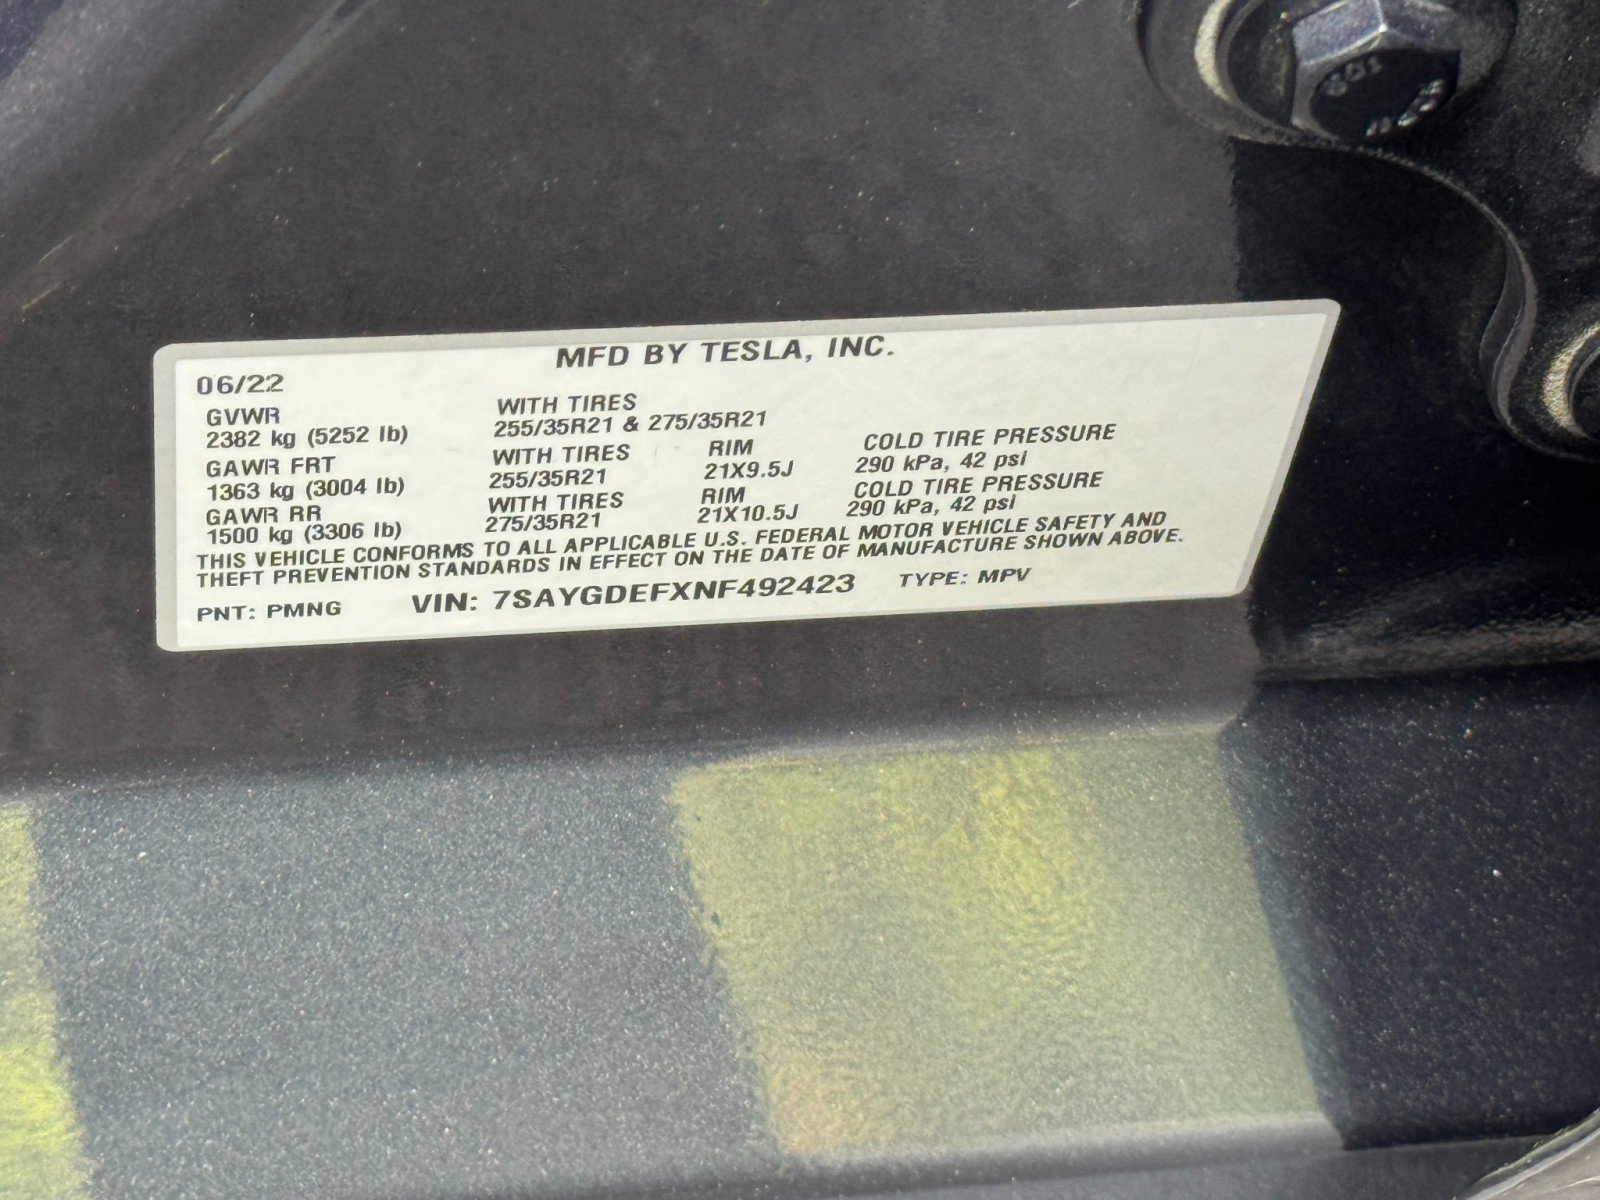 MFD BY TESLA, INC.
06/22
GVWR WITH TIRES
2382 kg (5252 lb) 255/35R21 & 275/35R21
GAWR FRT WITH TIRES RIM COLD TIRE PRESSURE
1363 kg (3004 lb) 255/35R21 21X9.5J 290 kPa, 42 psi
GAWR RR WITH TIRES RIM COLD TIRE PRESSURE
1500 kg (3306 lb) 275/35R21 21X10.5J 290 kPa, 42 psi
THIS VEHICLE CONFORMS TO ALL APPLICABLE U.S. FEDERAL MOTOR VEHICLE SAFETY AND
THEFT PREVENTION STANDARDS IN EFFECT ON THE DATE OF MANUFACTURE SHOWN ABOVE.
PNT: PMNG VIN: 7SAYGDEFXNF492423 TYPE: MPV